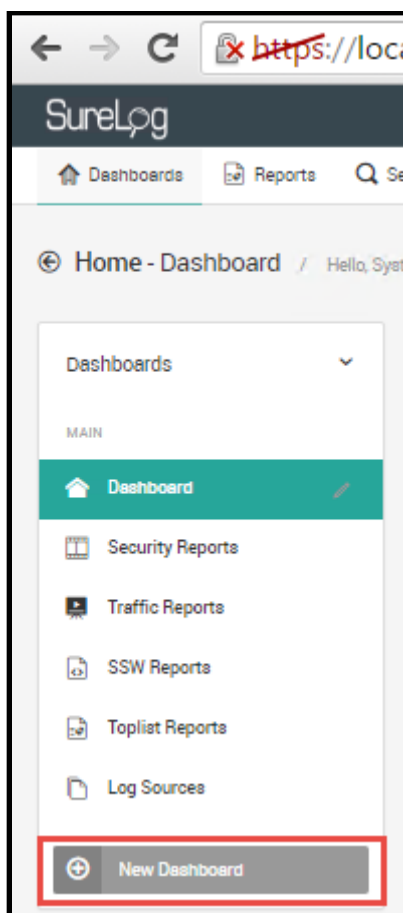 https://loca
SureLog
Dashboards Reports Se
Home - Dashboard / Hello, Syst
Dashboards
MAIN
Dashboard
Security Reports
Traffic Reports
SSW Reports
Toplist Reports
Log Sources
New Dashboard